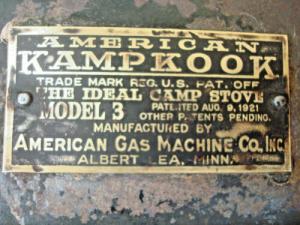 AMERICAN
KAMPKOOK
TRADE MARK REG. U.S. PAT. OFF
THE IDEAL CAMP STOVE
MODEL 3 PATENTED AUG. 9, 1921
OTHER PATENTS PENDING.
MANUFACTURED BY
AMERICAN GAS MACHINE CO., INC.
ALBERT LEA, MINN.